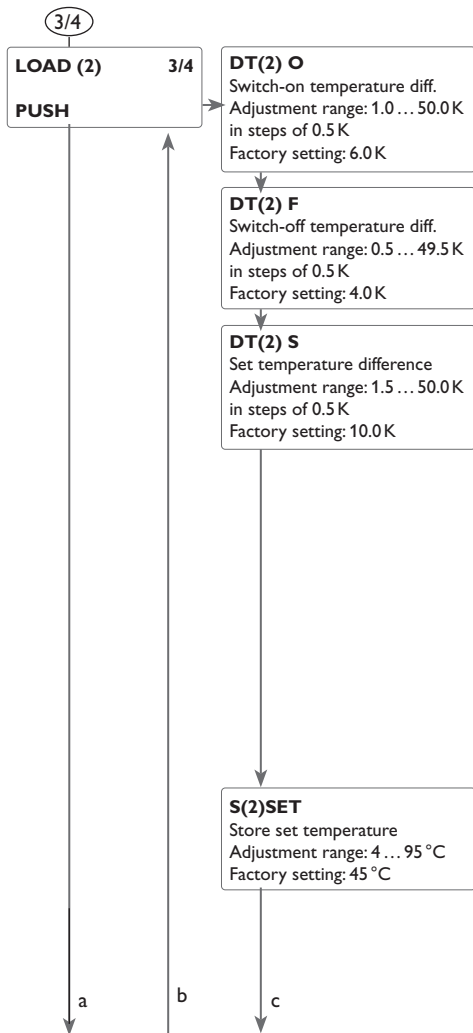 3/4
LOAD (2) 3/4
PUSH
DT(2) O
Switch-on temperature diff.
Adjustment range: 1.0 … 50.0 K
in steps of 0.5 K
Factory setting: 6.0 K
DT(2) F
Switch-off temperature diff.
Adjustment range: 0.5 … 49.5 K
in steps of 0.5 K
Factory setting: 4.0 K
DT(2) S
Set temperature difference
Adjustment range: 1.5 … 50.0 K
in steps of 0.5 K
Factory setting: 10.0 K
S(2)SET
Store set temperature
Adjustment range: 4 … 95 °C
Factory setting: 45 °C
a b c